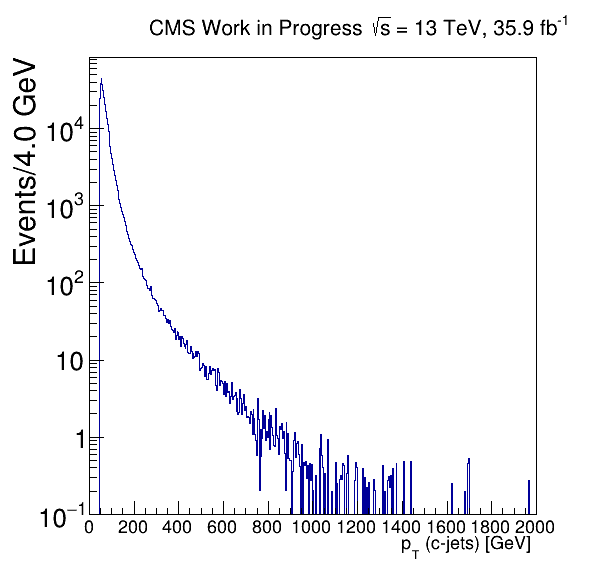 CMS Work in Progress √s = 13 TeV, 35.9 fb⁻¹
Events/4.0 GeV
10⁴
10³
10²
10
1
10⁻¹
0 200 400 600 800 1000 1200 1400 1600 1800 2000
p_T (c-jets) [GeV]